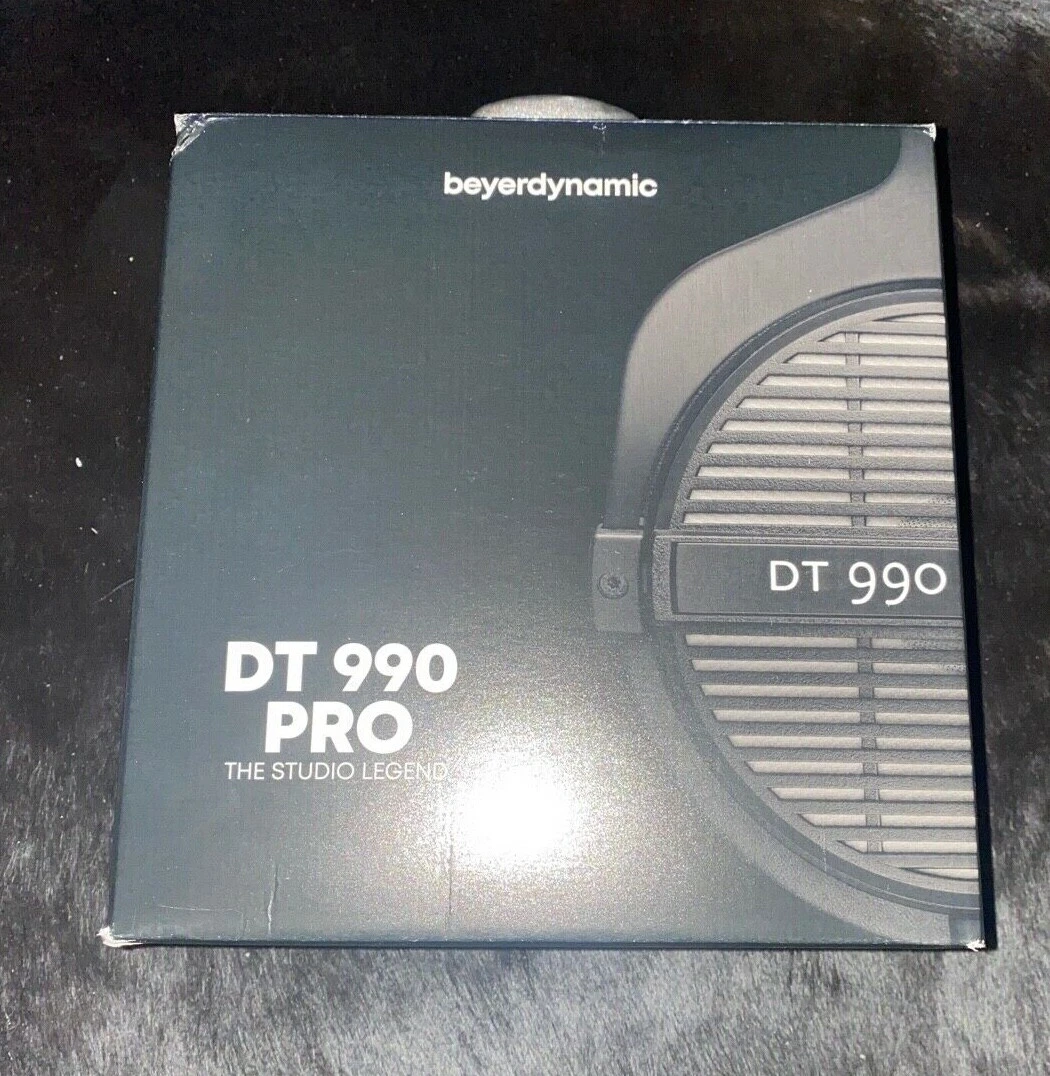 beyerdynamic
DT 990
DT 990
PRO
THE STUDIO LEGEND